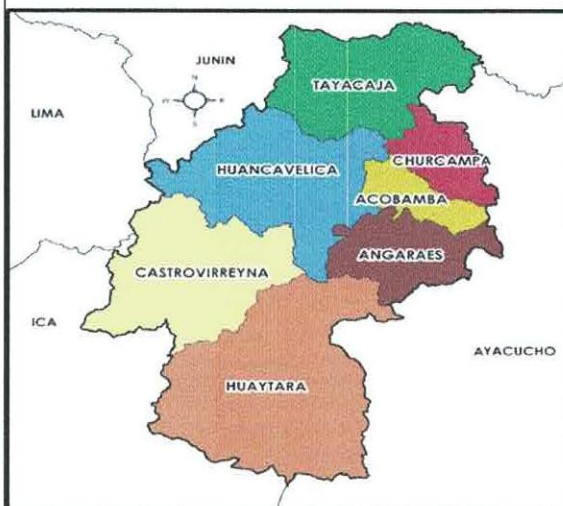 JUNIN
N
S
TAYACAJA
LIMA
CHURCAMPA
HUANCAVELICA
ACOBAMBA
ANGARAES
CASTROVIRREYNA
ICA
AYACUCHO
HUAYTARA